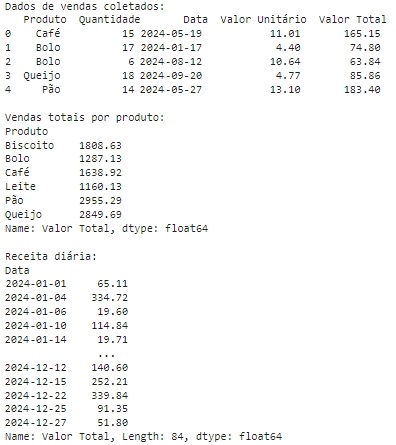 Dados de vendas coletados:
Produto Quantidade Data Valor Unitário Valor Total
0 Café 15 2024-05-19 11.01 165.15
1 Bolo 17 2024-01-17 4.40 74.80
2 Bolo 6 2024-08-12 10.64 63.84
3 Queijo 18 2024-09-20 4.77 85.86
4 Pão 14 2024-05-27 13.10 183.40
Vendas totais por produto:
Produto
Biscoito 1808.63
Bolo 1287.13
Café 1638.92
Leite 1160.13
Pão 2955.29
Queijo 2849.69
Name: Valor Total, dtype: float64
Receita diária:
Data
2024-01-01 65.11
2024-01-04 334.72
2024-01-06 19.60
2024-01-10 114.84
2024-01-14 19.71
...
2024-12-12 140.60
2024-12-15 252.21
2024-12-22 339.84
2024-12-25 91.35
2024-12-27 51.80
Name: Valor Total, Length: 84, dtype: float64